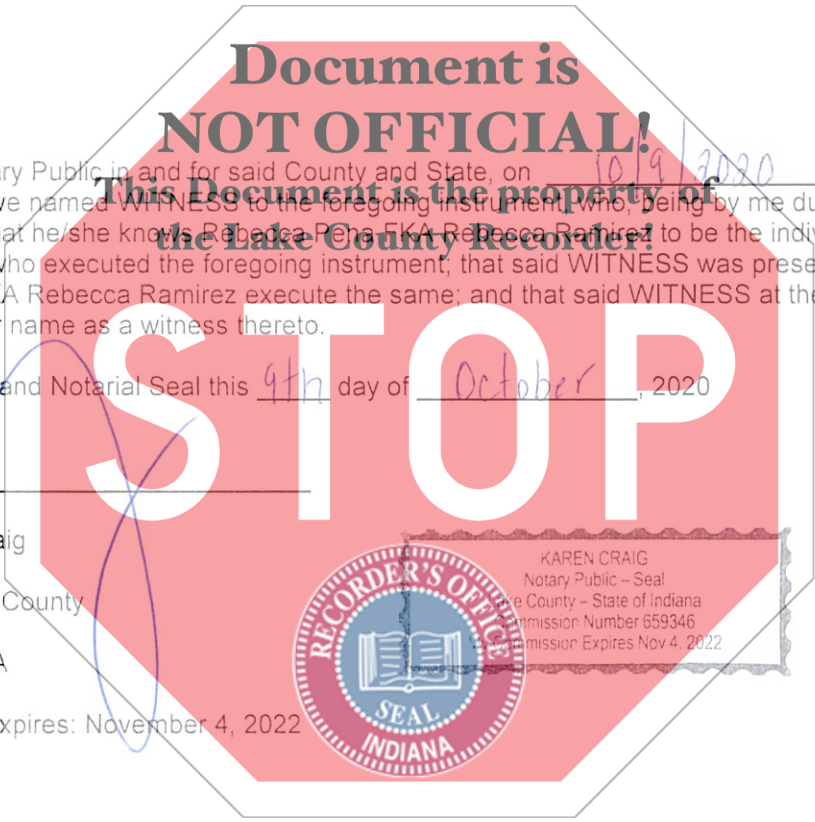 Document is
NOT OFFICIAL!
ary Public in and for said County and State, on 10/9/2020
This Document is the property of
ve named WITNESS to the foregoing instrument, who, being by me du
the Lake County Recorder!
at he/she knows Rebecca FKA Rebecca Ramirez to be the indiv
who executed the foregoing instrument; that said WITNESS was prese
KA Rebecca Ramirez execute the same; and that said WITNESS at the
r name as a witness thereto.
and Notarial Seal this 9th day of October, 2020
STOP
aig
KAREN CRAIG
Notary Public – Seal
Lake County – State of Indiana
Commission Number 659346
My Commission Expires Nov 4, 2022
County
A
xpires: November 4, 2022
RECORDER'S OFFICE
SEAL
INDIANA